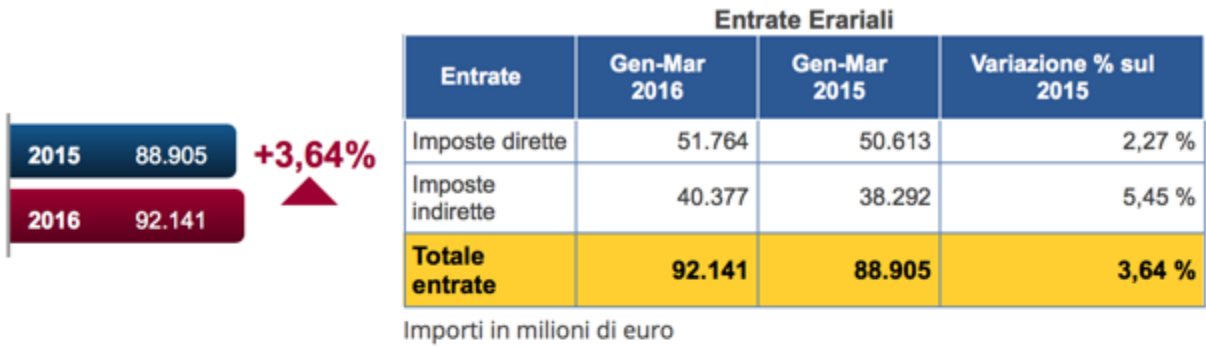 Entrate Erariali
Entrate Gen-Mar 2016 Gen-Mar 2015 Variazione % sul 2015
Imposte dirette 51.764 50.613 2,27 %
Imposte indirette 40.377 38.292 5,45 %
Totale entrate 92.141 88.905 3,64 %
Importi in milioni di euro
2015 88.905
+3,64%
2016 92.141